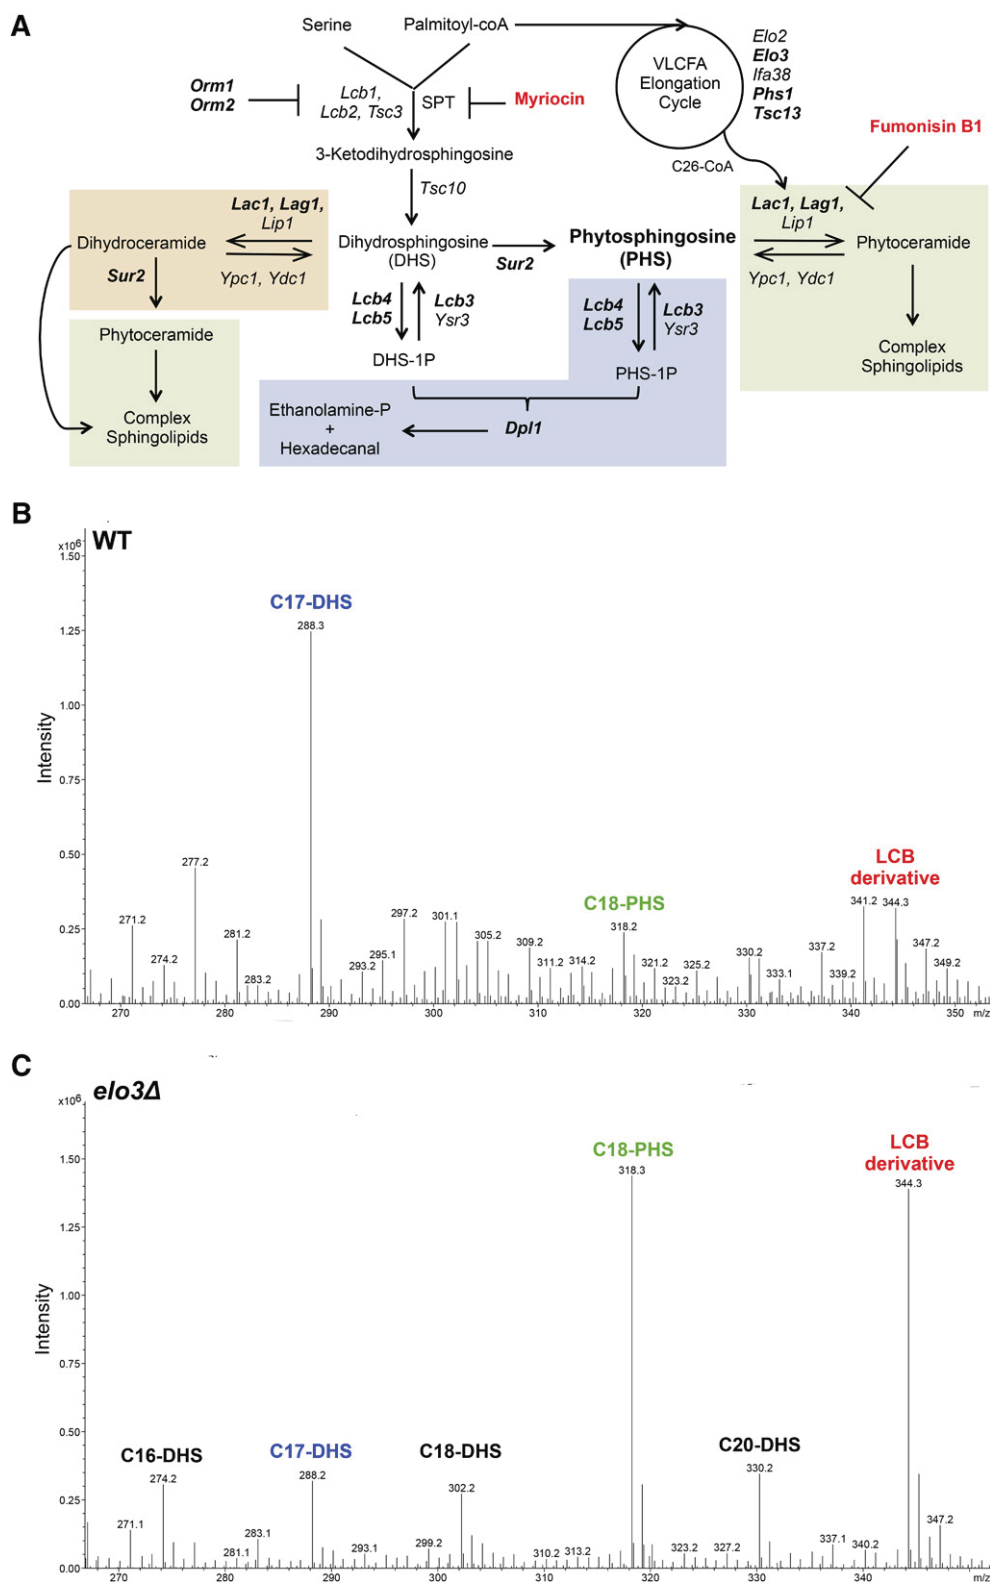 A
Serine
Palmitoyl-coA
Orm1
Orm2
Lcb1,
Lcb2, Tsc3
SPT
Myriocin
VLCFA
Elongation
Cycle
Elo2
Elo3
Ifa38
Phs1
Tsc13
Fumonisin B1
3-Ketodihydrosphingosine
C26-CoA
Tsc10
Lac1, Lag1,
Lip1
Dihydroceramide
Ypc1, Ydc1
Sur2
Dihydrosphingosine
(DHS)
Sur2
Phytosphingosine
(PHS)
Lac1, Lag1,
Lip1
Phytoceramide
Ypc1, Ydc1
Lcb4
Lcb5
Lcb3
Ysr3
Lcb4
Lcb5
Lcb3
Ysr3
Phytoceramide
Complex
Sphingolipids
DHS-1P
PHS-1P
Complex
Sphingolipids
Ethanolamine-P
+
Hexadecanal
Dpl1
B
WT
x10⁶
1.50
1.25
1.00
0.75
0.50
0.25
0.00
Intensity
C17-DHS
288.3
C18-PHS
318.2
LCB
derivative
341.2
344.3
271.2
274.2
277.2
281.2
283.2
293.2
295.1
297.2
301.1
305.2
309.2
311.2
314.2
321.2
323.2
325.2
330.2
333.1
337.2
339.2
347.2
349.2
270
280
290
300
310
320
330
340
350
m/z
C
elo3Δ
x10⁶
1.50
1.25
1.00
0.75
0.50
0.25
0.00
Intensity
C16-DHS
274.2
C17-DHS
288.2
C18-DHS
302.2
C18-PHS
318.3
C20-DHS
330.2
LCB
derivative
344.3
271.1
281.1
283.1
293.1
299.2
310.2
313.2
323.2
327.2
337.1
340.2
347.2
270
280
290
300
310
320
330
340
m/z